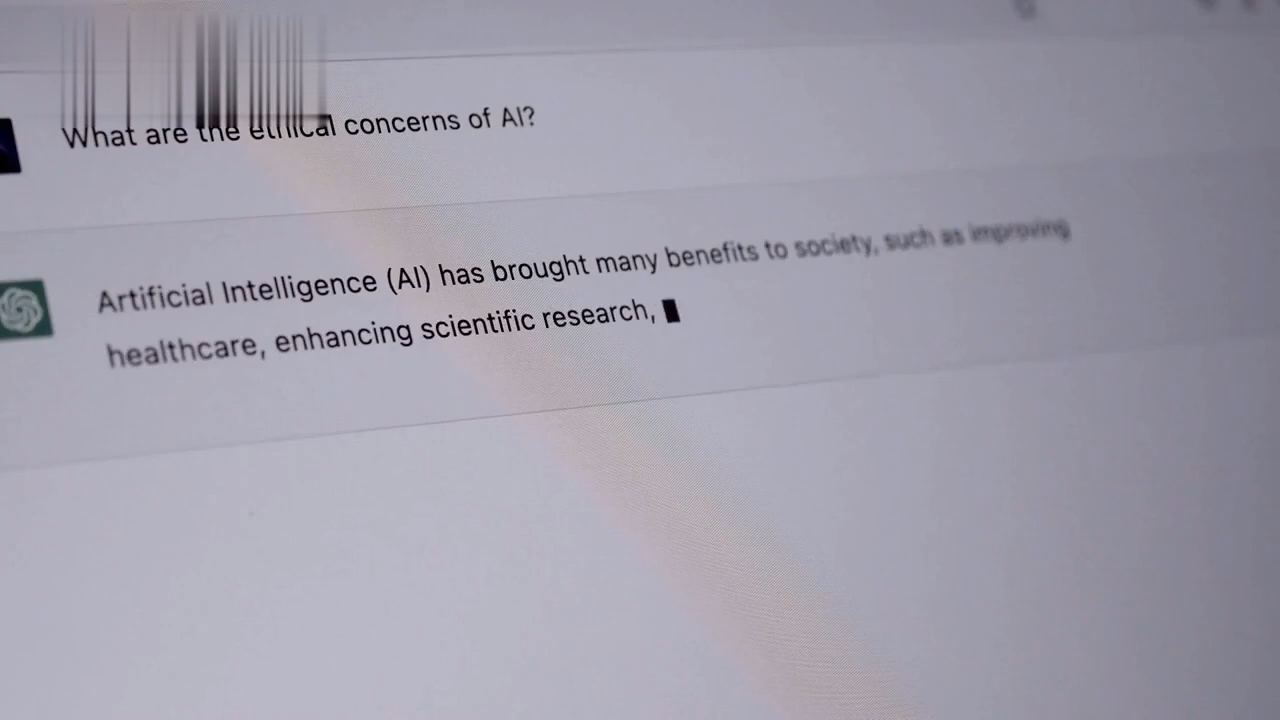 What are the ethical concerns of AI?
Artificial Intelligence (AI) has brought many benefits to society, such as improving
healthcare, enhancing scientific research,